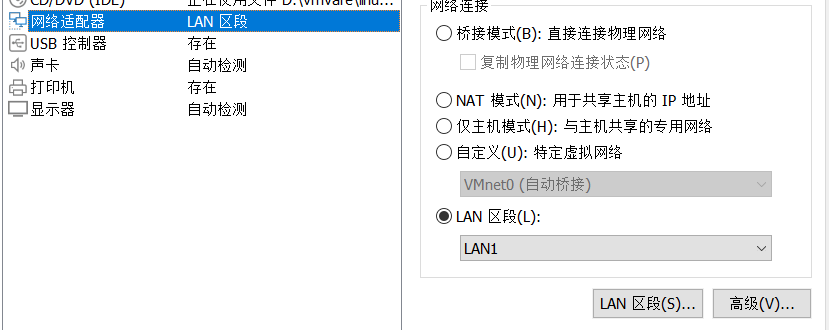 CD/DVD (IDE) 正在使用文件 D:\vmware\
网络适配器 LAN 区段
USB 控制器 存在
声卡 自动检测
打印机 存在
显示器 自动检测
网络连接
桥接模式(B): 直接连接物理网络
复制物理网络连接状态(P)
NAT 模式(N): 用于共享主机的 IP 地址
仅主机模式(H): 与主机共享的专用网络
自定义(U): 特定虚拟网络
VMnet0 (自动桥接)
LAN 区段(L):
LAN1
LAN 区段(S)...
高级(V)...